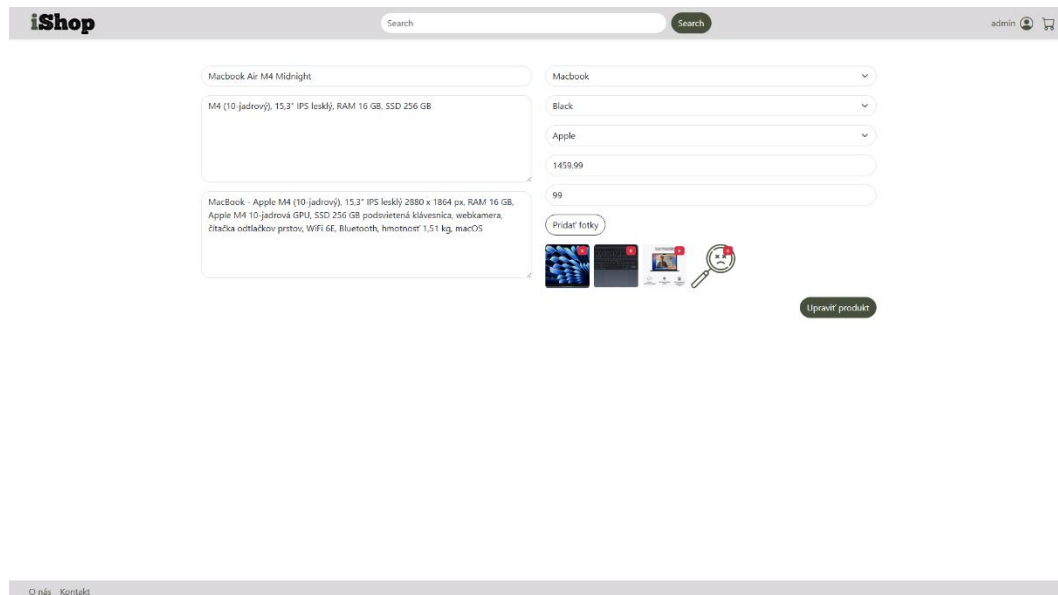 iShop
Search
Search
admin
Macbook Air M4 Midnight
M4 (10-jadrový), 15,3" IPS lesklý, RAM 16 GB, SSD 256 GB
MacBook - Apple M4 (10-jadrový), 15,3" IPS lesklý 2880 x 1864 px, RAM 16 GB,
Apple M4 10-jadrová GPU, SSD 256 GB podsvietená klávesnica, webkamera,
čítačka odtlačkov prstov, WiFi 6E, Bluetooth, hmotnosť 1,51 kg, macOS
Macbook
Black
Apple
1459.99
99
Pridať fotky
Upraviť produkt
O nás Kontakt